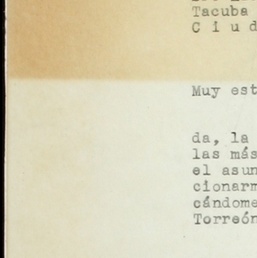 Tacuba
C i u d
Muy est
da, la
las más
el asun
cionarm
cándome
Torreón